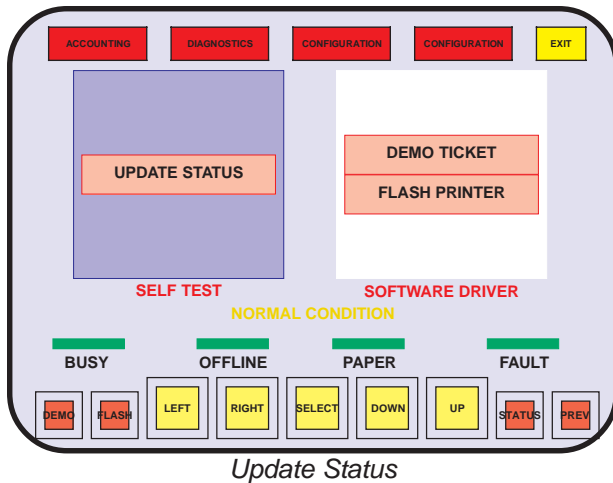 ACCOUNTING DIAGNOSTICS CONFIGURATION CONFIGURATION EXIT
UPDATE STATUS
DEMO TICKET
FLASH PRINTER
SELF TEST SOFTWARE DRIVER
NORMAL CONDITION
BUSY OFFLINE PAPER FAULT
DEMO FLASH LEFT RIGHT SELECT DOWN UP STATUS PREV
Update Status